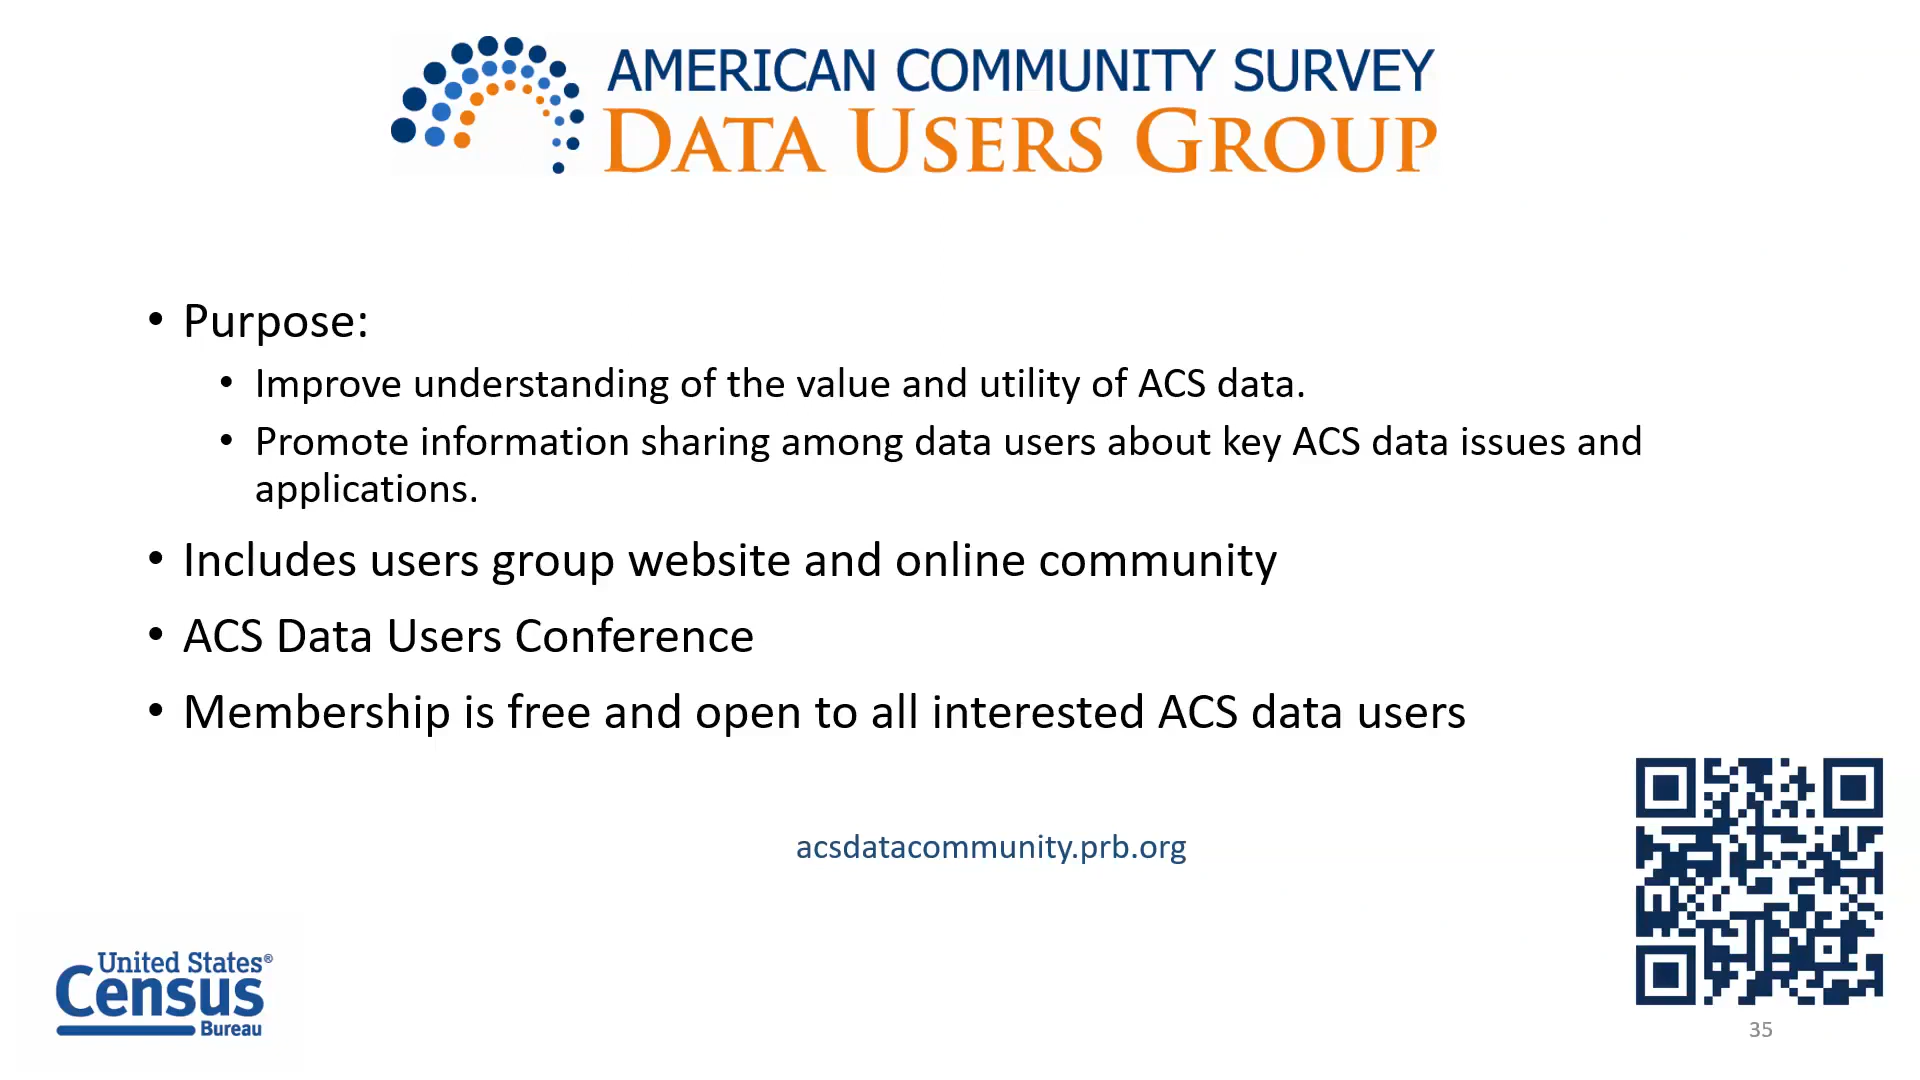 AMERICAN COMMUNITY SURVEY
DATA USERS GROUP
• Purpose:
• Improve understanding of the value and utility of ACS data.
• Promote information sharing among data users about key ACS data issues and
applications.
• Includes users group website and online community
• ACS Data Users Conference
• Membership is free and open to all interested ACS data users
acsdatacommunity.prb.org
United States®
Census
Bureau
35